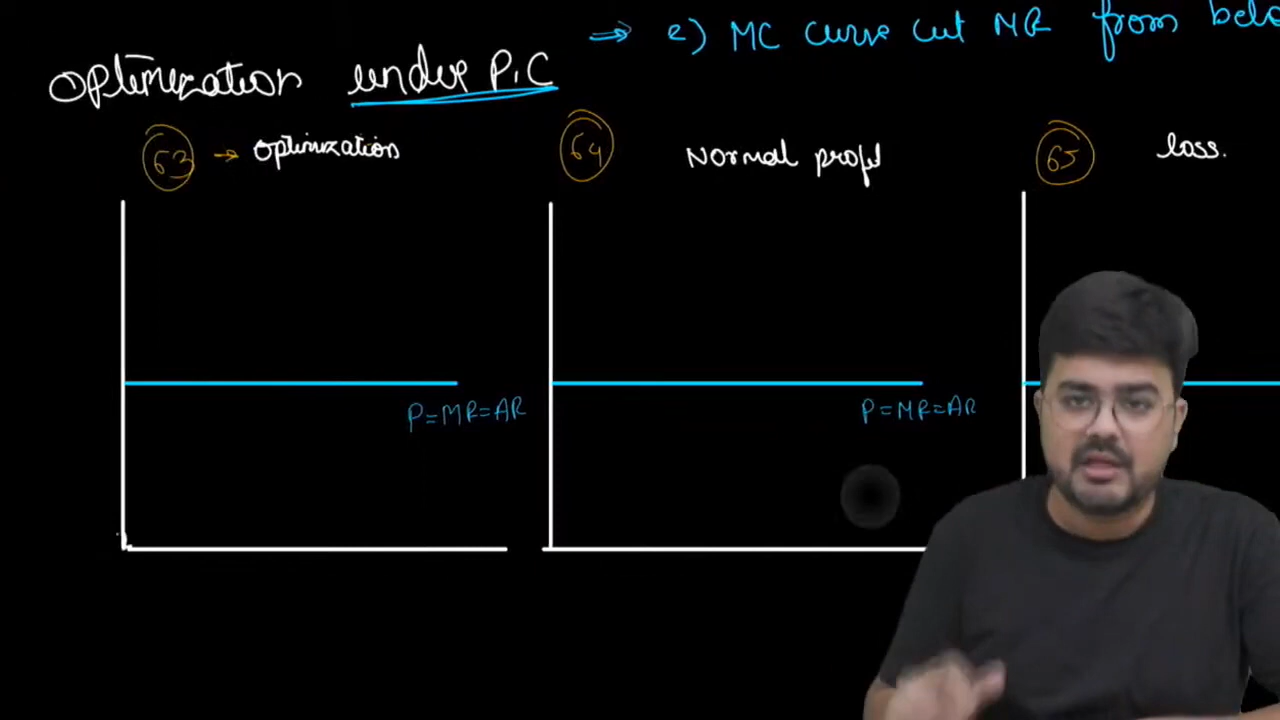 ⇒ e) MC curve cut MR from belo
Optimization under P.C
63 → optimization
64 Normal profit
65 loss.
P=MR=AR
P=MR=AR